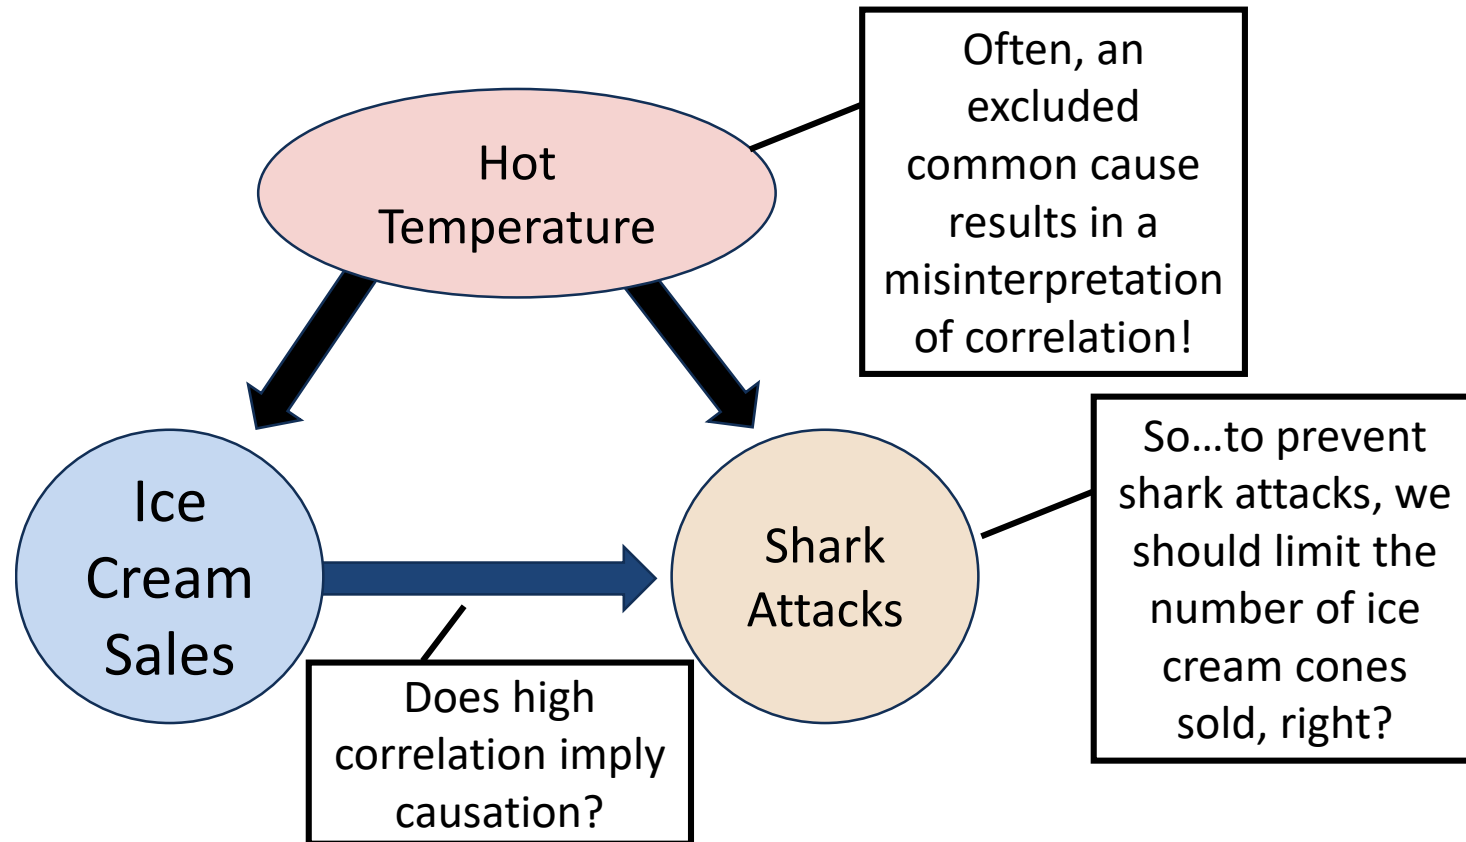 Hot
Temperature
Often, an
excluded
common cause
results in a
misinterpretation
of correlation!
Ice
Cream
Sales
Shark
Attacks
So...to prevent
shark attacks, we
should limit the
number of ice
cream cones
sold, right?
Does high
correlation imply
causation?